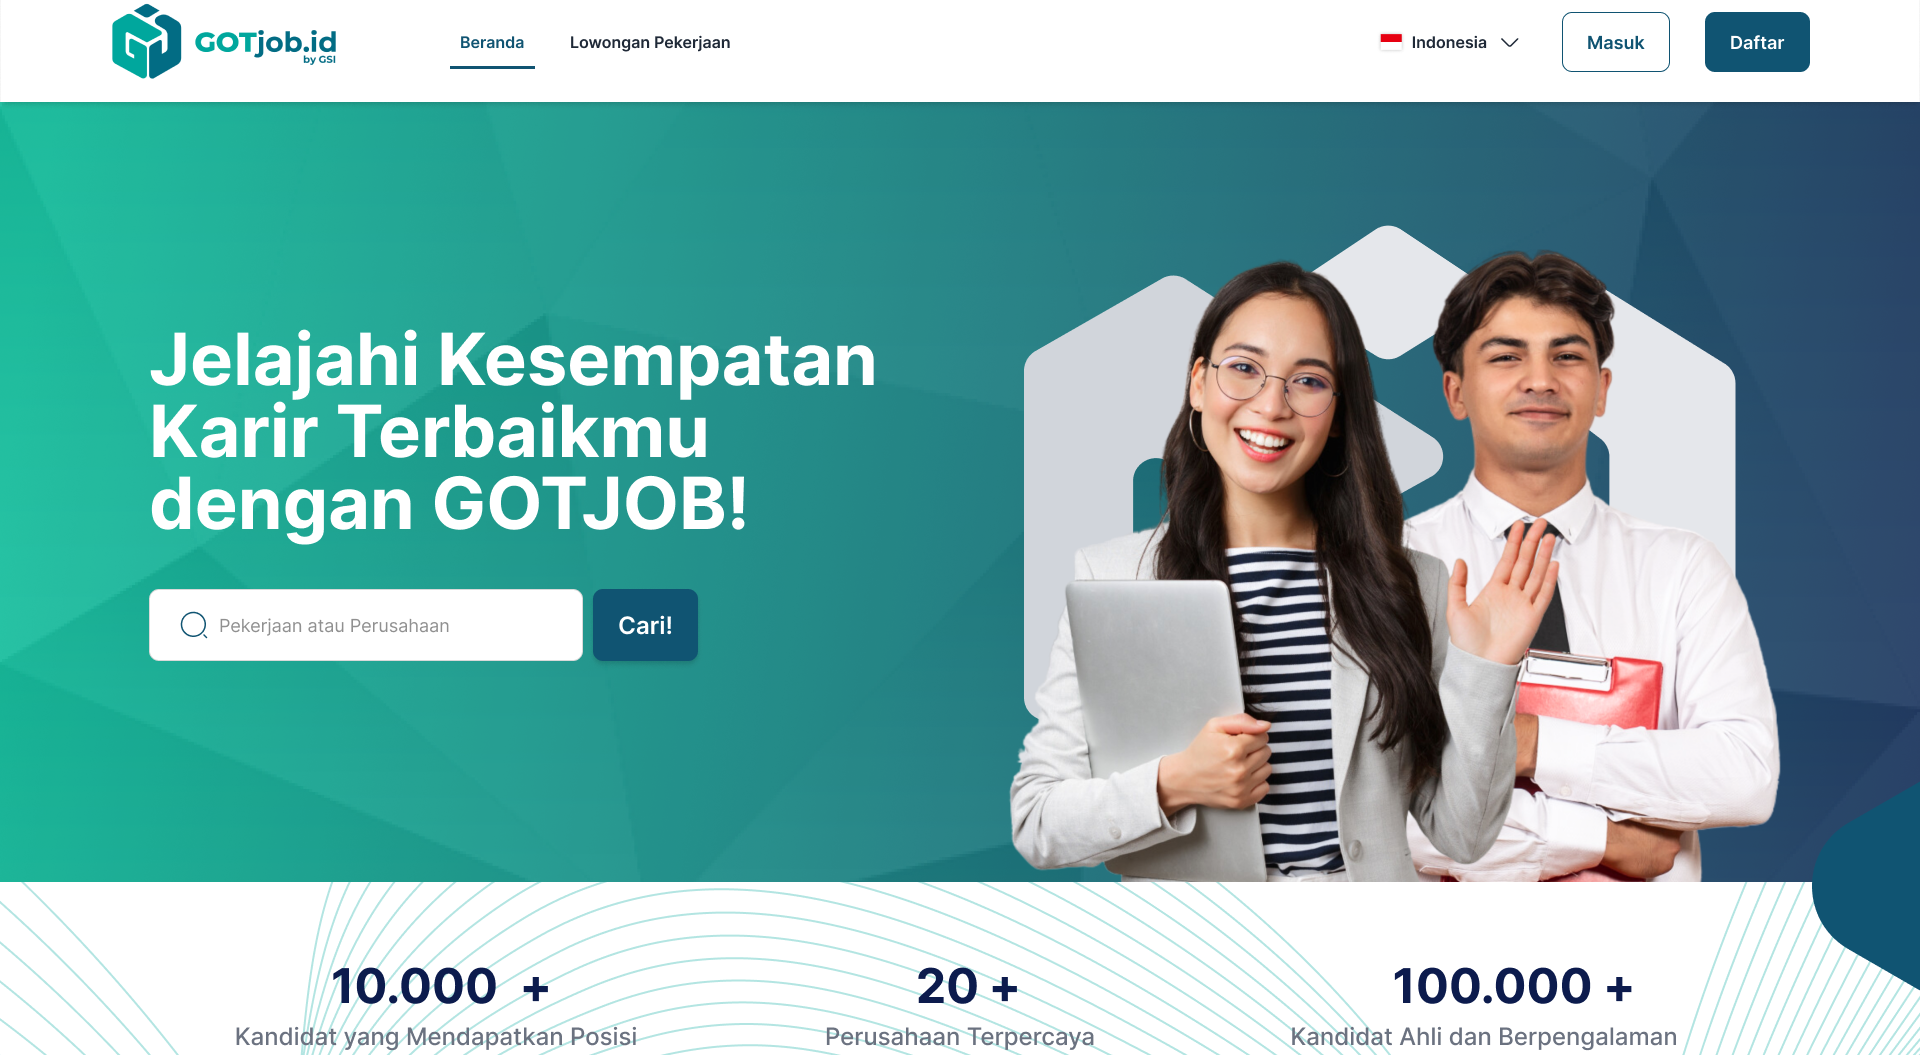 GOTjob.id
by GSI
Beranda
Lowongan Pekerjaan
Indonesia
Masuk
Daftar
Jelajahi Kesempatan
Karir Terbaikmu
dengan GOTJOB!
Pekerjaan atau Perusahaan
Cari!
10.000 +
Kandidat yang Mendapatkan Posisi
20 +
Perusahaan Terpercaya
100.000 +
Kandidat Ahli dan Berpengalaman